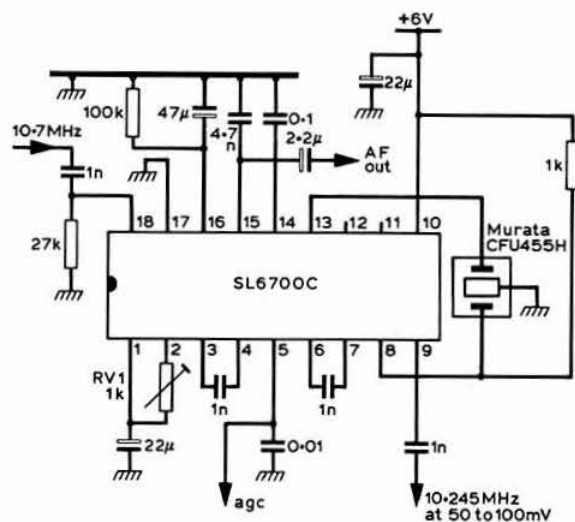 +6V
22μ
100k
47μ
4·7
n
0·1
2·2μ
AF
out
10·7MHz
1n
1k
18 17 16 15 14 13 12 11 10
Murata
CFU455H
27k
SL6700C
1 2 3 4 5 6 7 8 9
RV1
1k
1n
1n
22μ
0·01
1n
agc
10·245MHz
at 50 to 100mV